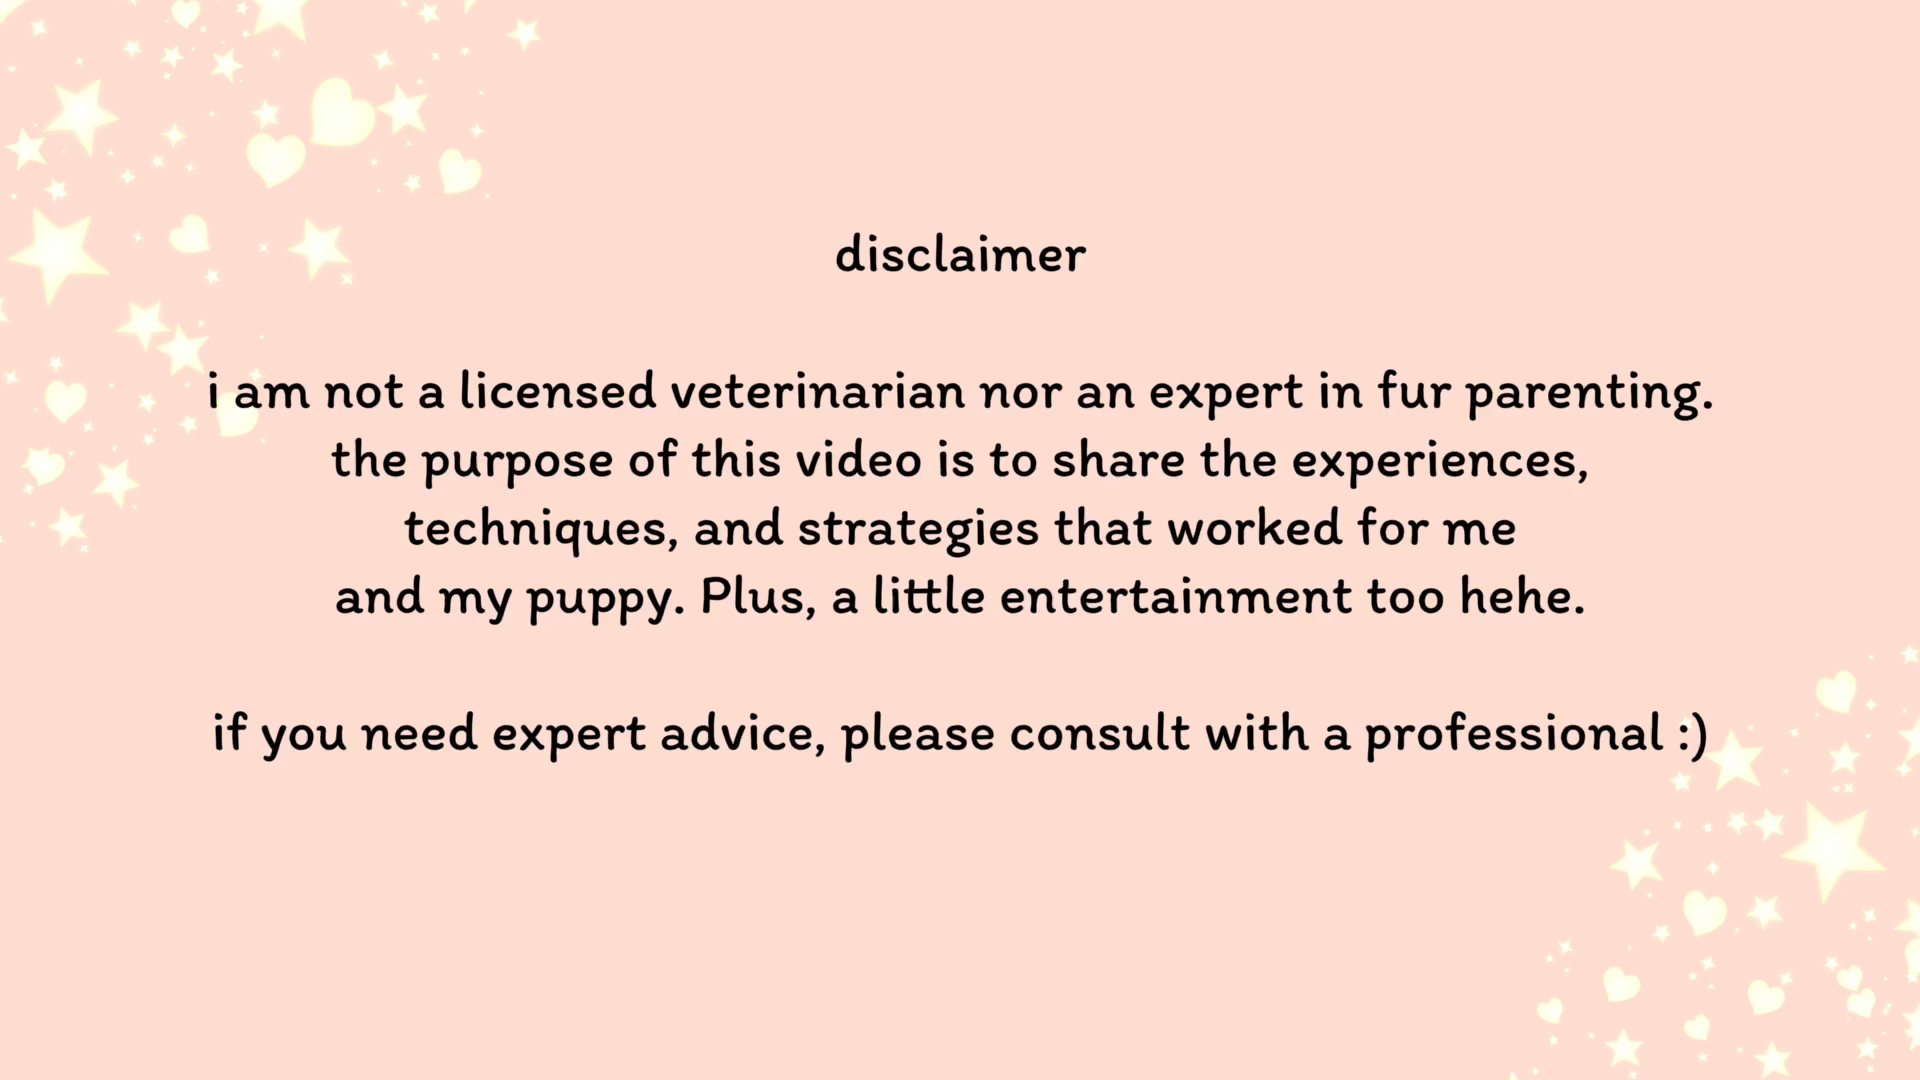 disclaimer
i am not a licensed veterinarian nor an expert in fur parenting.
the purpose of this video is to share the experiences,
techniques, and strategies that worked for me
and my puppy. Plus, a little entertainment too hehe.
if you need expert advice, please consult with a professional :)